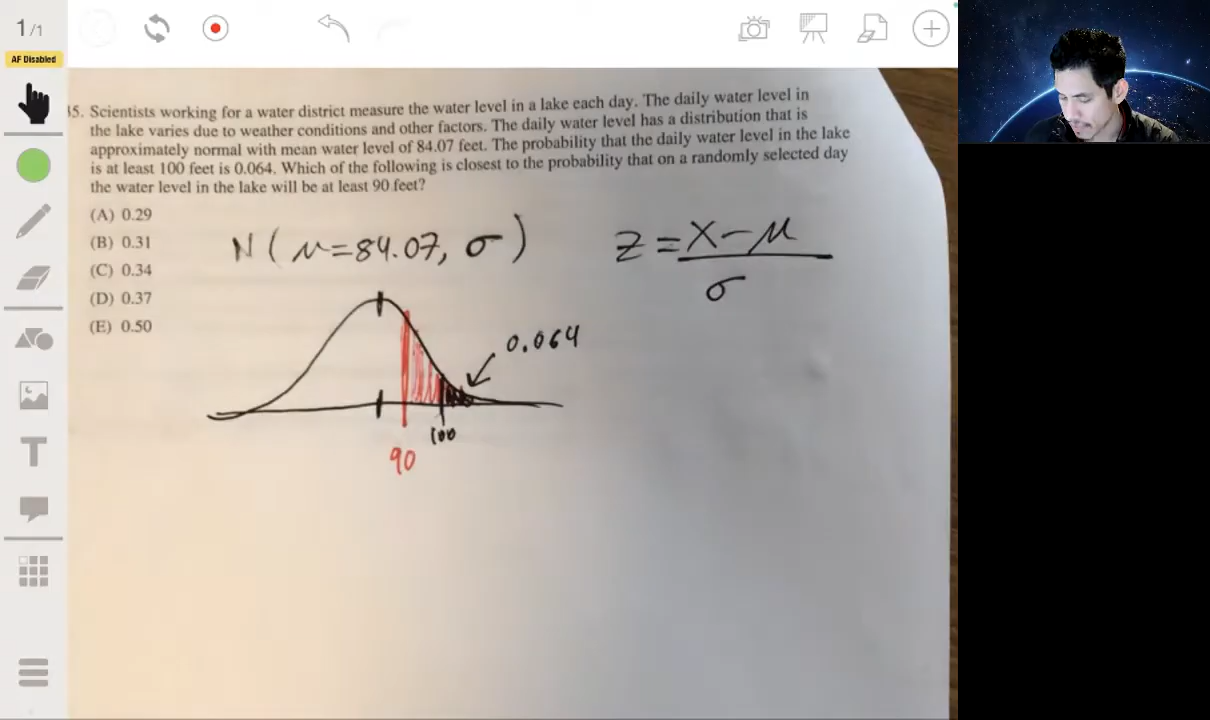 1/1
AF Disabled
15. Scientists working for a water district measure the water level in a lake each day. The daily water level in
the lake varies due to weather conditions and other factors. The daily water level has a distribution that is
approximately normal with mean water level of 84.07 feet. The probability that the daily water level in the lake
is at least 100 feet is 0.064. Which of the following is closest to the probability that on a randomly selected day
the water level in the lake will be at least 90 feet?
(A) 0.29
(B) 0.31
(C) 0.34
(D) 0.37
(E) 0.50
N(μ=84.07, σ)
z = x-μ
σ
0.064
100
90
T